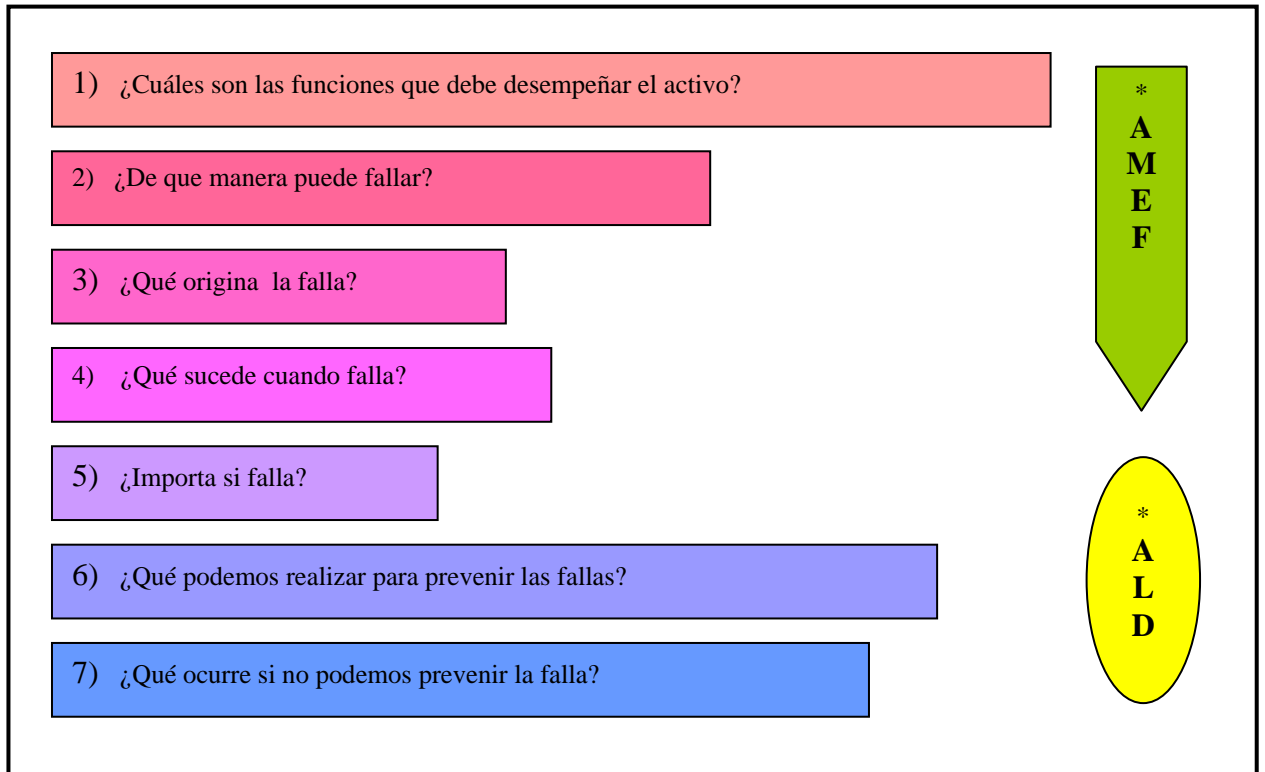 1) ¿Cuáles son las funciones que debe desempeñar el activo?
2) ¿De que manera puede fallar?
3) ¿Qué origina la falla?
4) ¿Qué sucede cuando falla?
5) ¿Importa si falla?
6) ¿Qué podemos realizar para prevenir las fallas?
7) ¿Qué ocurre si no podemos prevenir la falla?
*
A
M
E
F
*
A
L
D